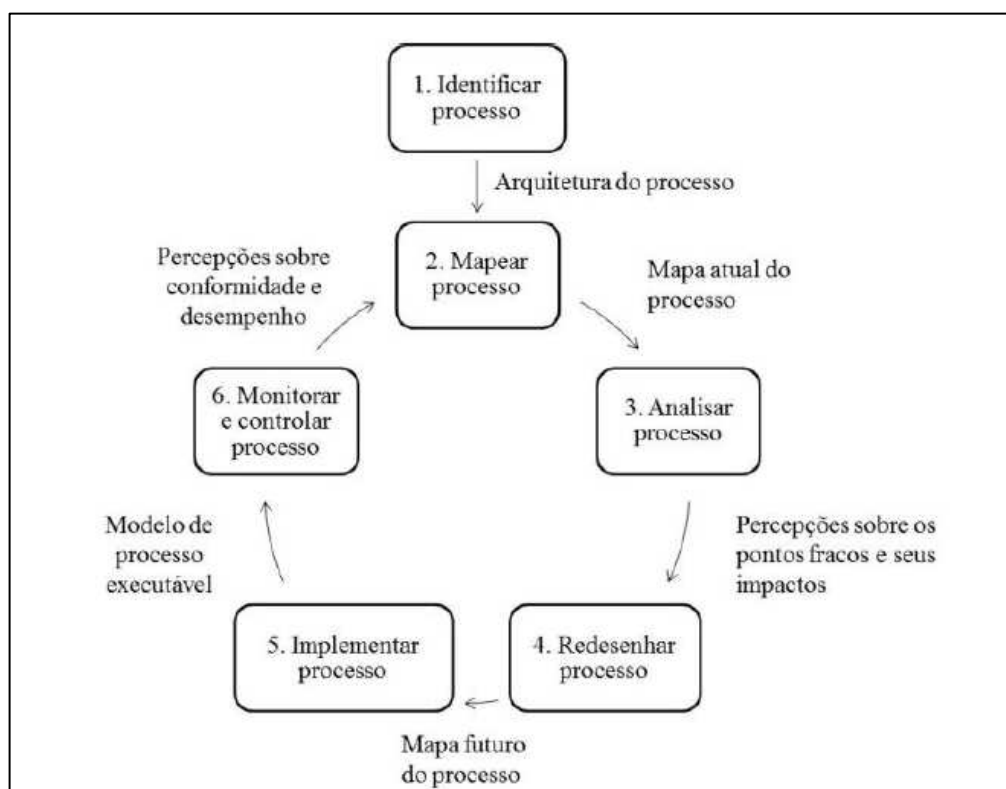 1. Identificar
processo
Arquitetura do processo
2. Mapear
processo
Mapa atual do
processo
3. Analisar
processo
Percepções sobre os
pontos fracos e seus
impactos
4. Redesenhar
processo
Mapa futuro
do processo
5. Implementar
processo
Modelo de
processo
executável
6. Monitorar
e controlar
processo
Percepções sobre
conformidade e
desempenho